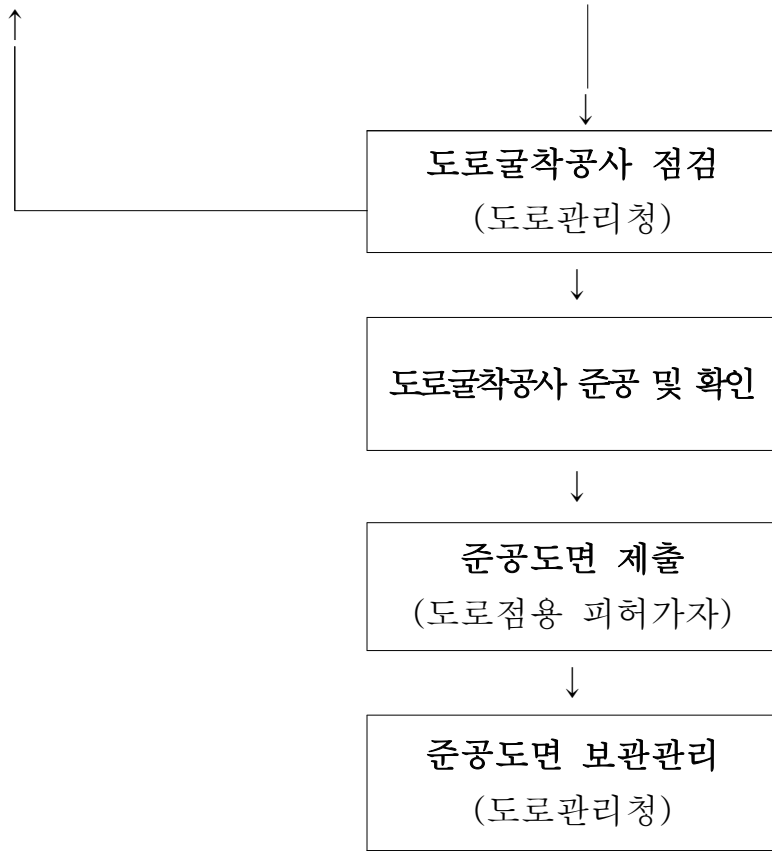 도로굴착공사 점검
(도로관리청)
도로굴착공사 준공 및 확인
준공도면 제출
(도로점용 피허가자)
준공도면 보관관리
(도로관리청)